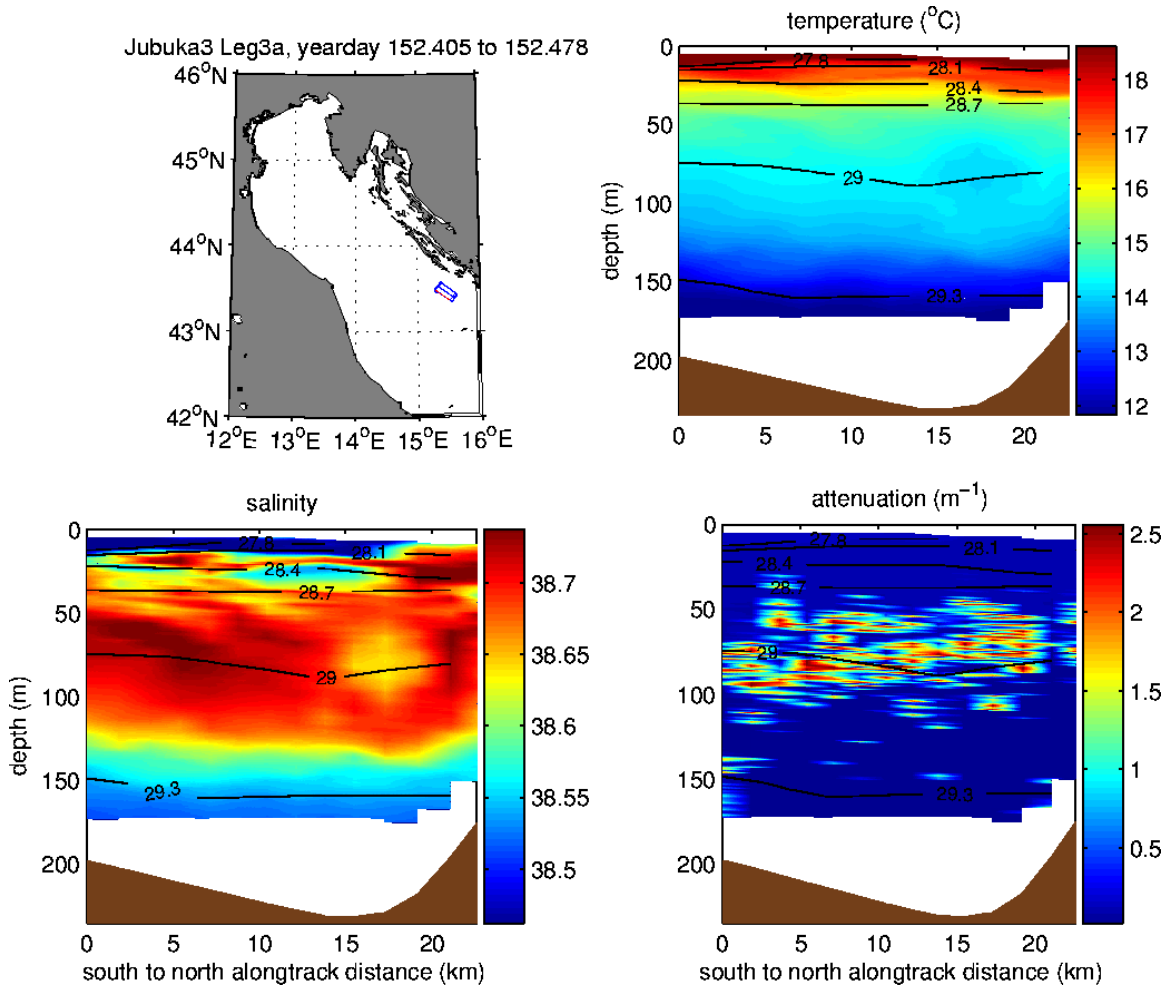 Jubuka3 Leg3a, yearday 152.405 to 152.478
46°N
45°N
44°N
43°N
42°N
12°E 13°E 14°E 15°E 16°E
temperature (°C)
0
50
100
150
200
depth (m)
27.8
28.1
28.4
28.7
29
29.3
0 5 10 15 20
18
17
16
15
14
13
12
salinity
0
50
100
150
200
depth (m)
27.8
28.1
28.4
28.7
29
29.3
0 5 10 15 20
south to north alongtrack distance (km)
38.7
38.65
38.6
38.55
38.5
attenuation (m⁻¹)
0
50
100
150
200
27.8
28.1
28.4
28.7
29
29.3
0 5 10 15 20
south to north alongtrack distance (km)
2.5
2
1.5
1
0.5